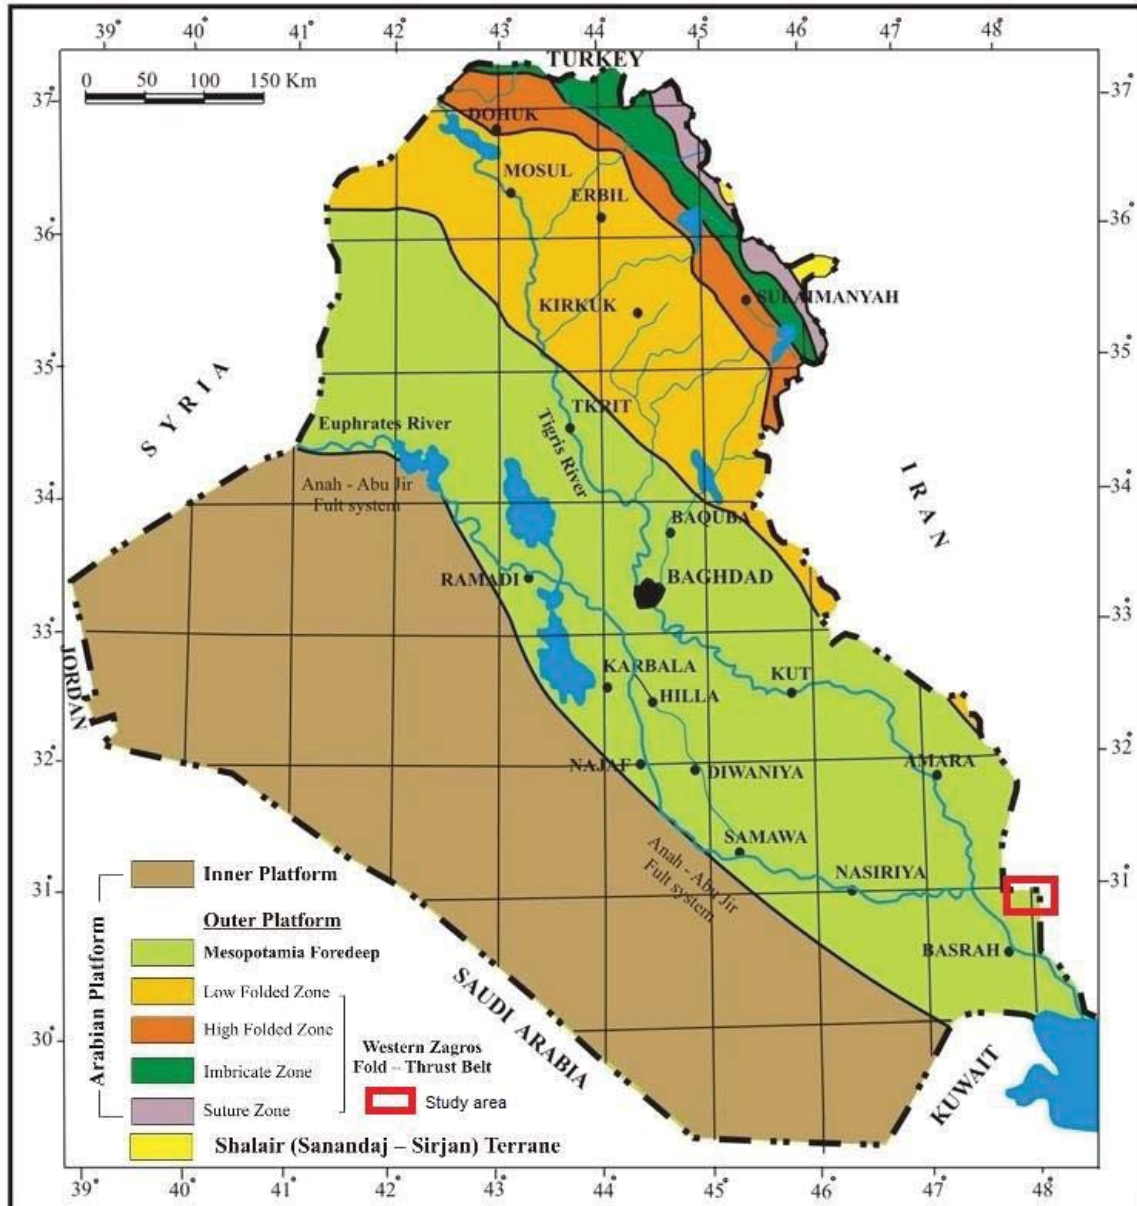 39° 40° 41° 42° 43° 44° 45° 46° 48°
TURKEY
0 50 100 150 Km
37° 37°
DOHUK
MOSUL
ERBIL
36° 36°
KIRKUK
SULAIMANYAH
35° 35°
SYRIA
TKRIT
Euphrates River
Tigris River
IRAN
Anah - Abu Jir
Fult system
34° 34°
BAQUBA
RAMADI
BAGHDAD
33° 33°
JORDAN
KARBALA
KUT
HILLA
32° 32°
NAJAF
DIWANIYA
AMARA
SAMAWA
Anah - Abu Jir
Fult system
NASIRIYA
31° 31°
BASRAH
SAUDI ARABIA
KUWAIT
30° 30°
Arabian Platform
Inner Platform
Outer Platform
Mesopotamia Foredeep
Low Folded Zone
High Folded Zone
Imbricate Zone
Suture Zone
Western Zagros
Fold – Thrust Belt
Study area
Shalair (Sanandaj – Sirjan) Terrane
39° 40° 41° 42° 43° 44° 45° 46° 47° 48°